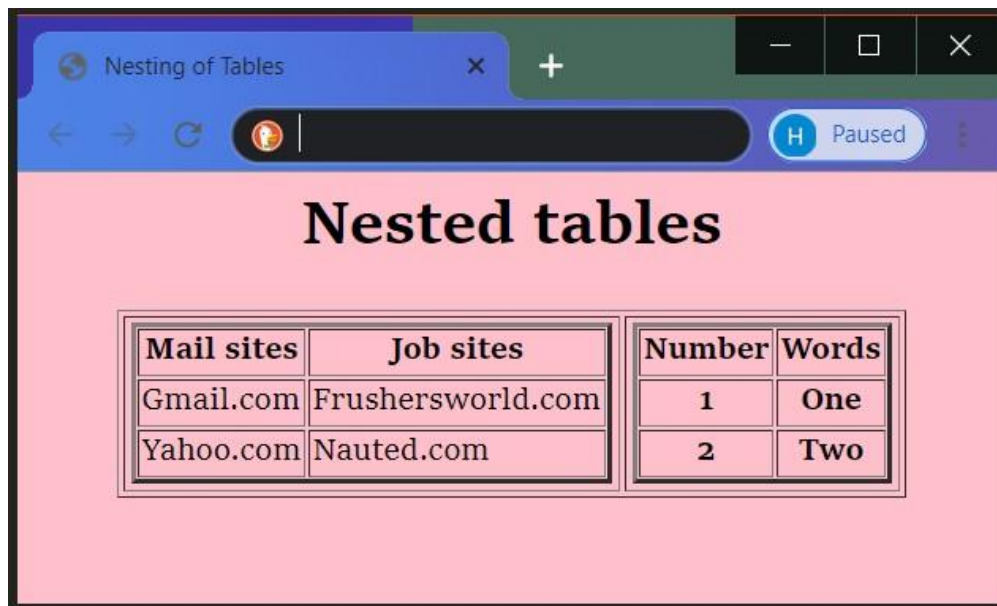 Nesting of Tables
H Paused
Nested tables
Mail sites Job sites Number Words
Gmail.com Frushersworld.com 1 One
Yahoo.com Nauted.com 2 Two